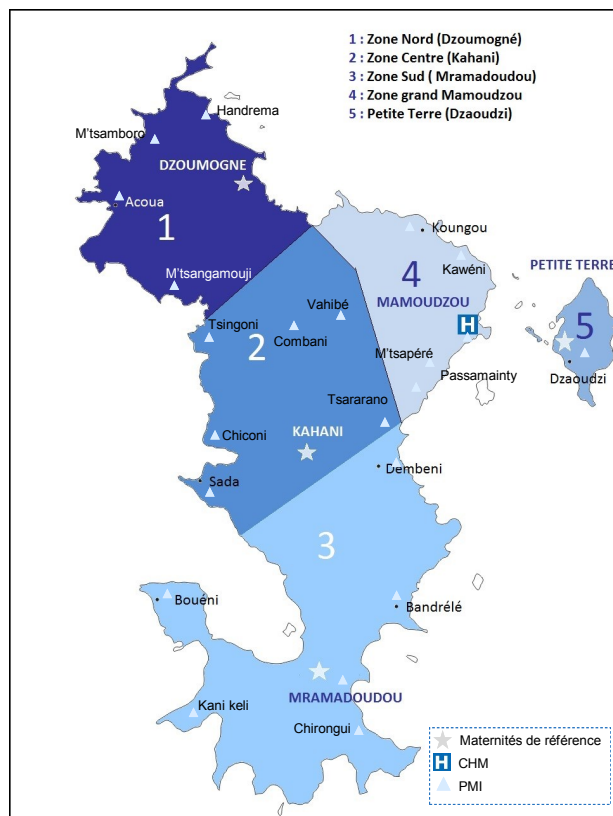 1 : Zone Nord (Dzoumogné)
2 : Zone Centre (Kahani)
3 : Zone Sud ( Mramadoudou)
4 : Zone grand Mamoudzou
5 : Petite Terre (Dzaoudzi)
Handrema
M'tsamboro
DZOUMOGNE
Acoua
1
M'tsangamouji
Koungou
4
Kawéni
MAMOUDZOU
H
PETITE TERRE
5
Dzaoudzi
Vahibé
Tsingoni
Combani
2
M'tsapéré
Passamainty
Tsararano
Chiconi
KAHANI
Sada
Dembeni
3
Bouéni
Bandrélé
MRAMADOUDOU
Kani keli
Chirongui
Maternités de référence
H CHM
PMI